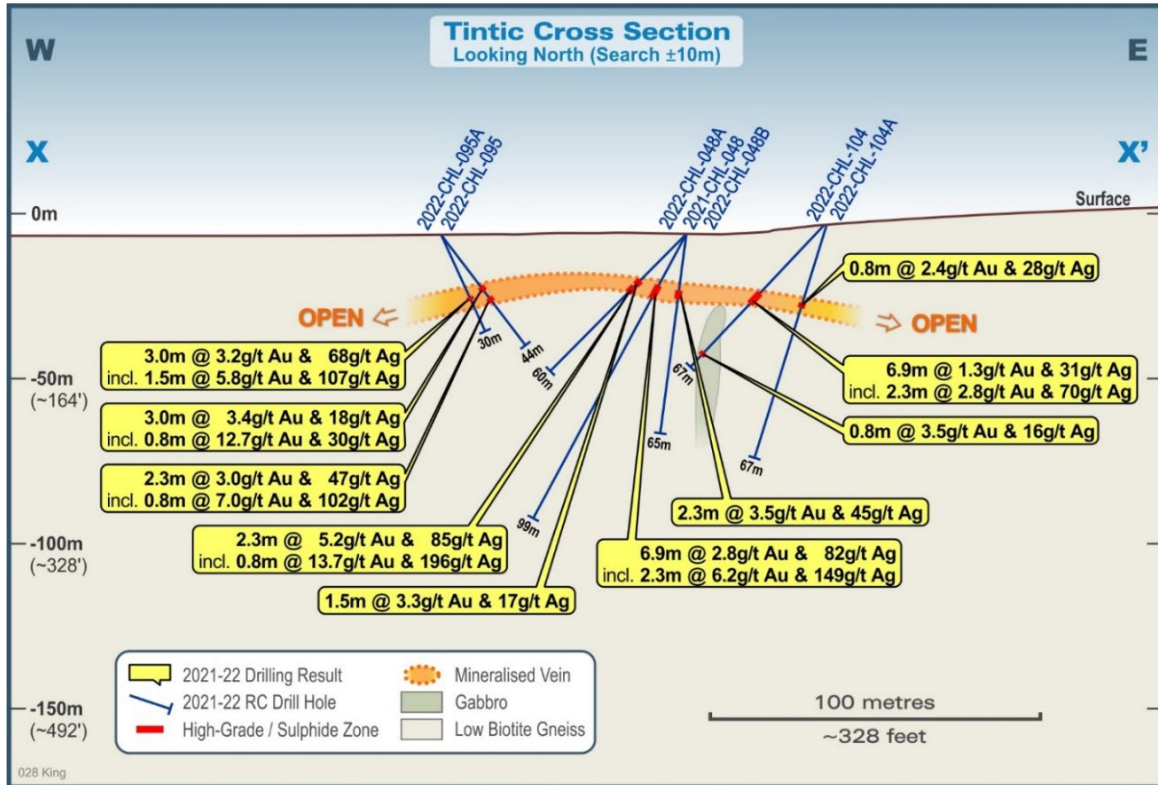 Tintic Cross Section
Looking North (Search ±10m)
W
E
X
X'
2022-CHL-095A
2022-CHL-095
2022-CHL-048A
2021-CHL-048
2022-CHL-048B
2022-CHL-104
2022-CHL-104A
0m
Surface
0.8m @ 2.4g/t Au & 28g/t Ag
OPEN
OPEN
30m
44m
60m
67m
3.0m @ 3.2g/t Au & 68g/t Ag
incl. 1.5m @ 5.8g/t Au & 107g/t Ag
-50m
(~164')
6.9m @ 1.3g/t Au & 31g/t Ag
incl. 2.3m @ 2.8g/t Au & 70g/t Ag
3.0m @ 3.4g/t Au & 18g/t Ag
incl. 0.8m @ 12.7g/t Au & 30g/t Ag
0.8m @ 3.5g/t Au & 16g/t Ag
65m
67m
2.3m @ 3.0g/t Au & 47g/t Ag
incl. 0.8m @ 7.0g/t Au & 102g/t Ag
99m
2.3m @ 3.5g/t Au & 45g/t Ag
-100m
(~328')
2.3m @ 5.2g/t Au & 85g/t Ag
incl. 0.8m @ 13.7g/t Au & 196g/t Ag
6.9m @ 2.8g/t Au & 82g/t Ag
incl. 2.3m @ 6.2g/t Au & 149g/t Ag
1.5m @ 3.3g/t Au & 17g/t Ag
2021-22 Drilling Result
2021-22 RC Drill Hole
High-Grade / Sulphide Zone
Mineralised Vein
Gabbro
Low Biotite Gneiss
-150m
(~492')
100 metres
~328 feet
028 King